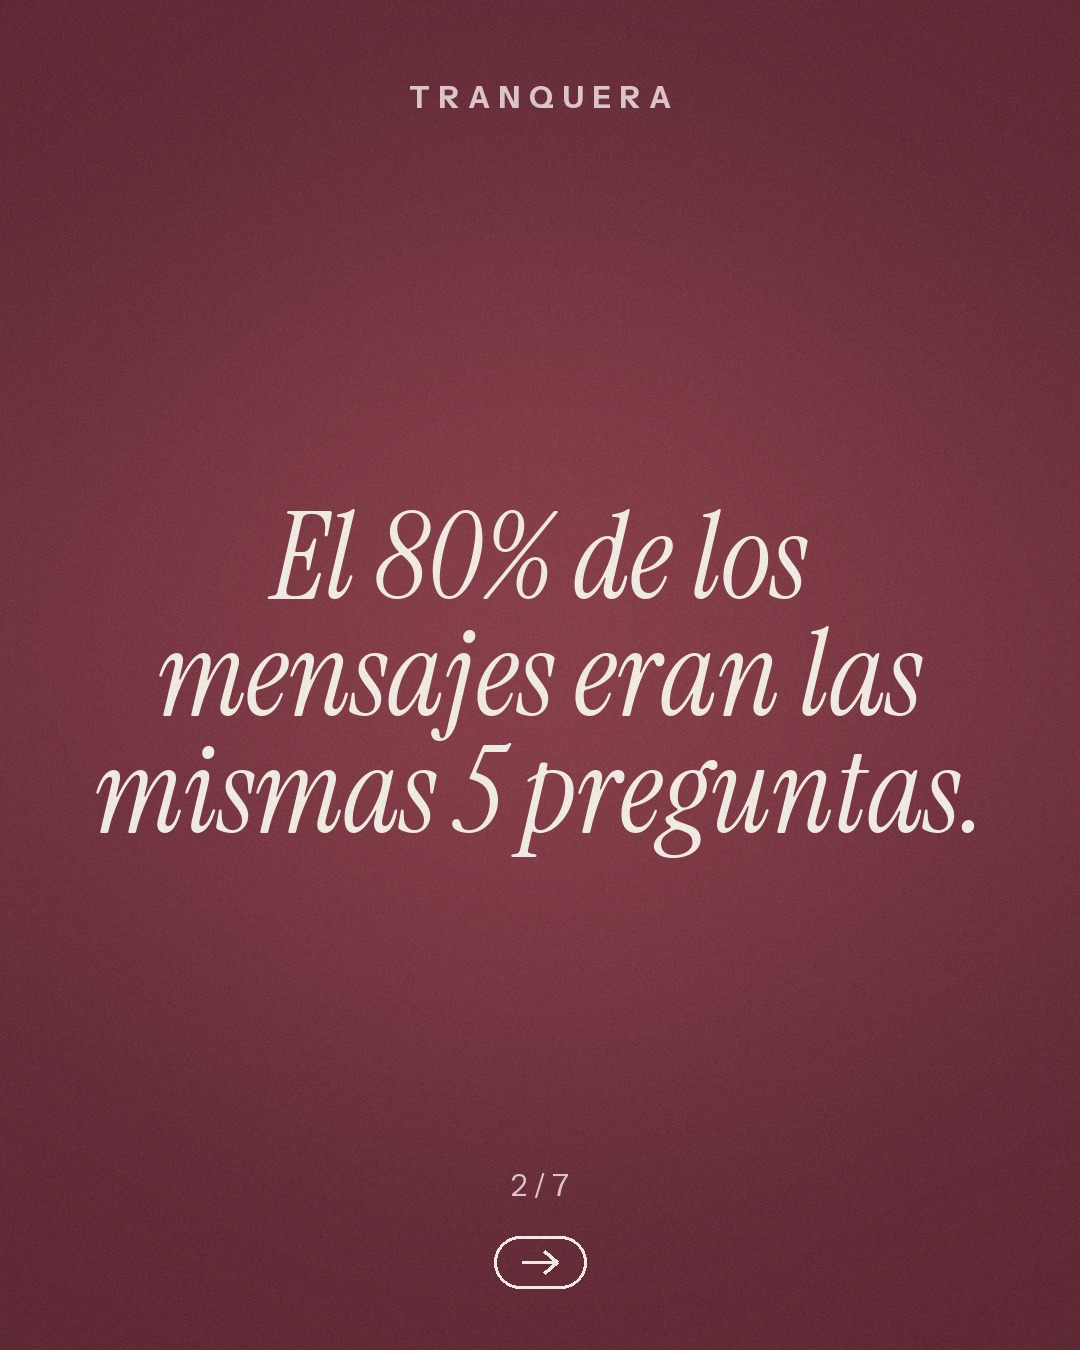 TRANQUERA
El 80% de los
mensajes eran las
mismas 5 preguntas.
2/7